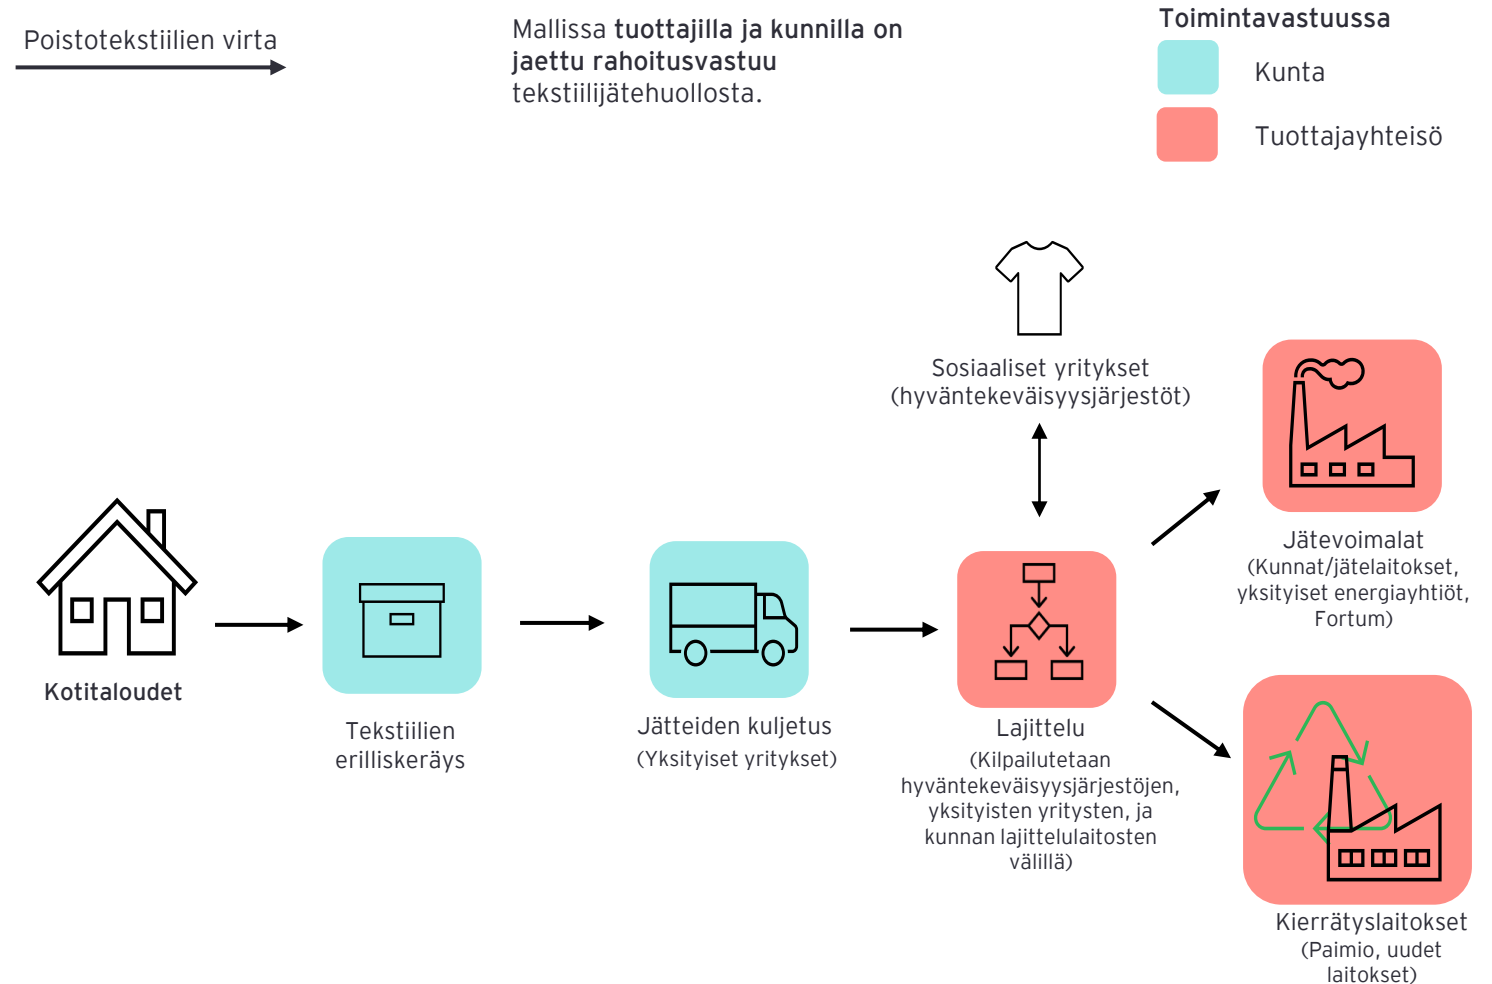 Poistotekstiilien virta
Mallissa tuottajilla ja kunnilla on
jaettu rahoitusvastuu
tekstiilijätehuollosta.
Toimintavastuussa
Kunta
Tuottajayhteisö
Sosiaaliset yritykset
(hyväntekeväisyysjärjestöt)
Jätevoimalat
(Kunnat/jätelaitokset,
yksityiset energiayhtiöt,
Fortum)
Kotitaloudet
Tekstiilien
erilliskeräys
Jätteiden kuljetus
(Yksityiset yritykset)
Lajittelu
(Kilpailutetaan
hyväntekeväisyysjärjestöjen,
yksityisten yritysten, ja
kunnan lajittelulaitosten
välillä)
Kierrätyslaitokset
(Paimio, uudet
laitokset)